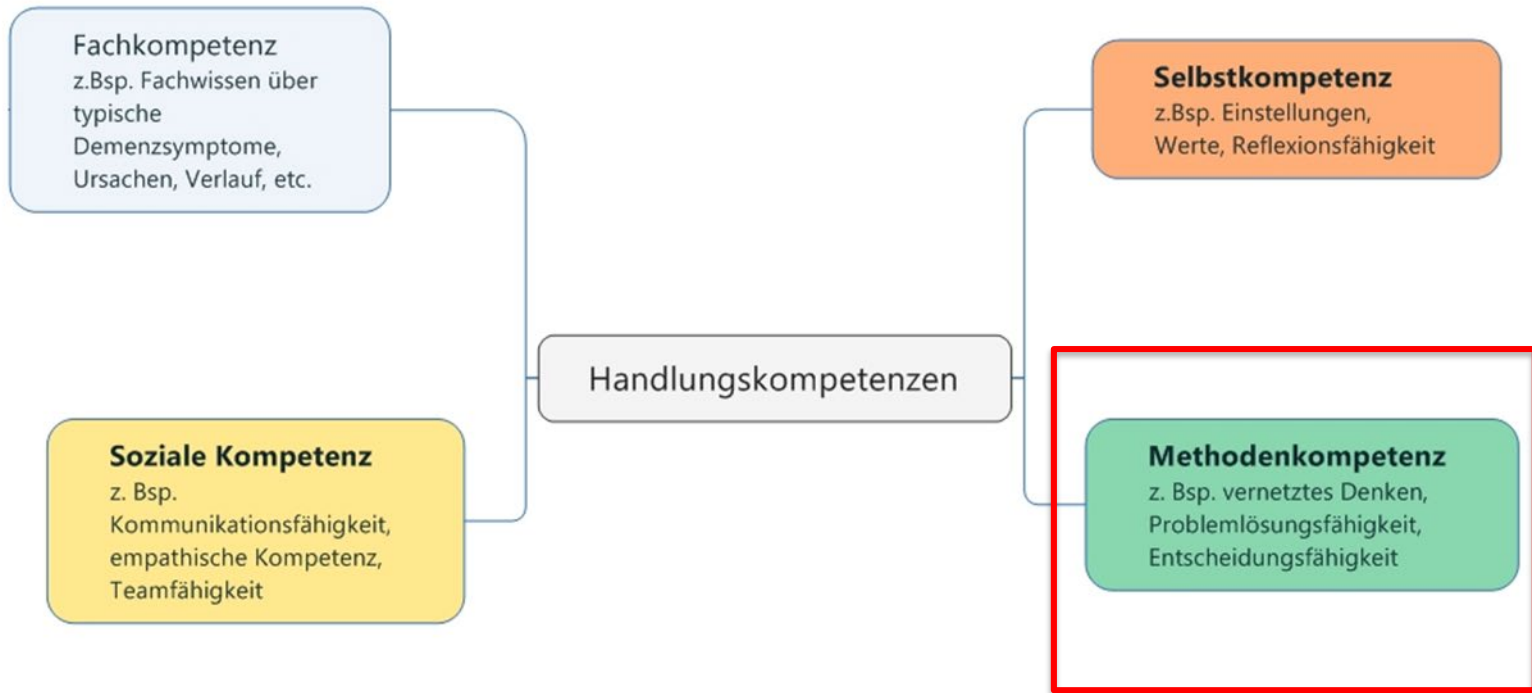 Fachkompetenz
z.Bsp. Fachwissen über
typische
Demenzsymptome,
Ursachen, Verlauf, etc.
Selbstkompetenz
z.Bsp. Einstellungen,
Werte, Reflexionsfähigkeit
Handlungskompetenzen
Soziale Kompetenz
z. Bsp.
Kommunikationsfähigkeit,
empathische Kompetenz,
Teamfähigkeit
Methodenkompetenz
z. Bsp. vernetztes Denken,
Problemlösungsfähigkeit,
Entscheidungsfähigkeit